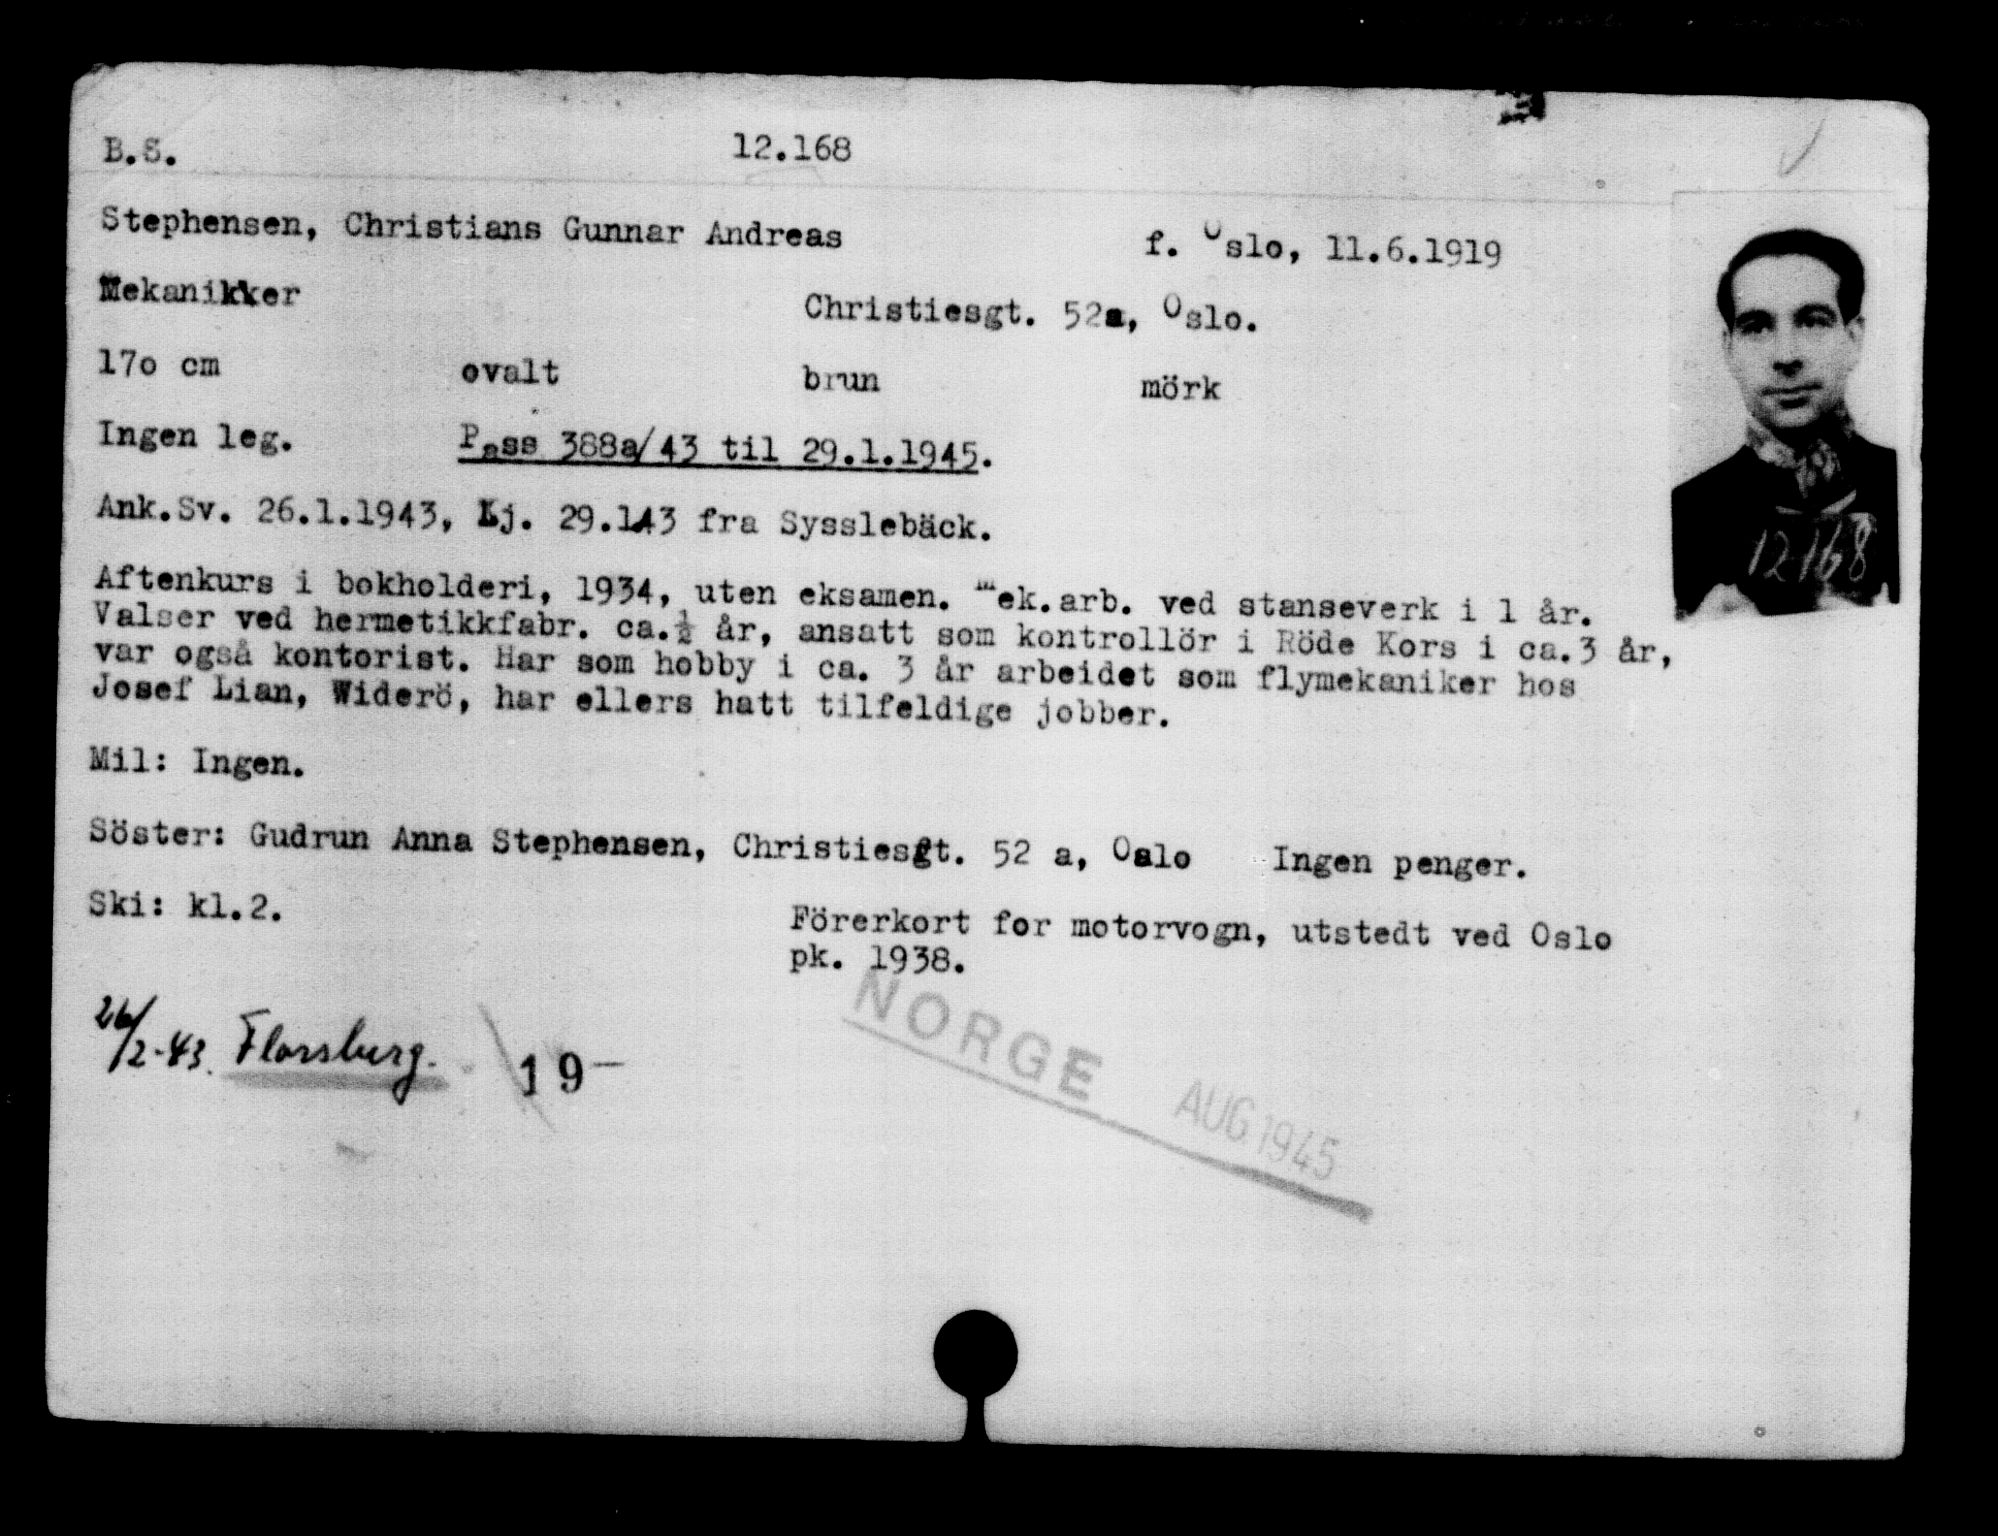 B.S. 12.168
Stephensen, Christians Gunnar Andreas f. Oslo, 11.6.1919
Mekanikker Christiesgt. 52a, Oslo.
17o cm ovalt brun mörk
Ingen leg. Pass 388a/43 til 29.1.1945.
Ank.Sv. 26.1.1943, Kj. 29.1.43 fra Sysslebäck.
Aftenkurs i bokholderi, 1934, uten eksamen. mek.arb. ved stanseverk i 1 år.
Valser ved hermetikkfabr. ca.½ år, ansatt som kontrollör i Röde Kors i ca.3 år,
var også kontorist. Har som hobby i ca. 3 år arbeidet som flymekaniker hos
Josef Lian, Widerö, har ellers hatt tilfeldige jobber.
Mil: Ingen.
Söster: Gudrun Anna Stephensen, Christiesgt. 52 a, Oslo Ingen penger.
Ski: kl.2. Förerkort for motorvogn, utstedt ved Oslo
pk. 1938.
26/2-43. Florsberg. 19-
NORGE AUG 1945
12168